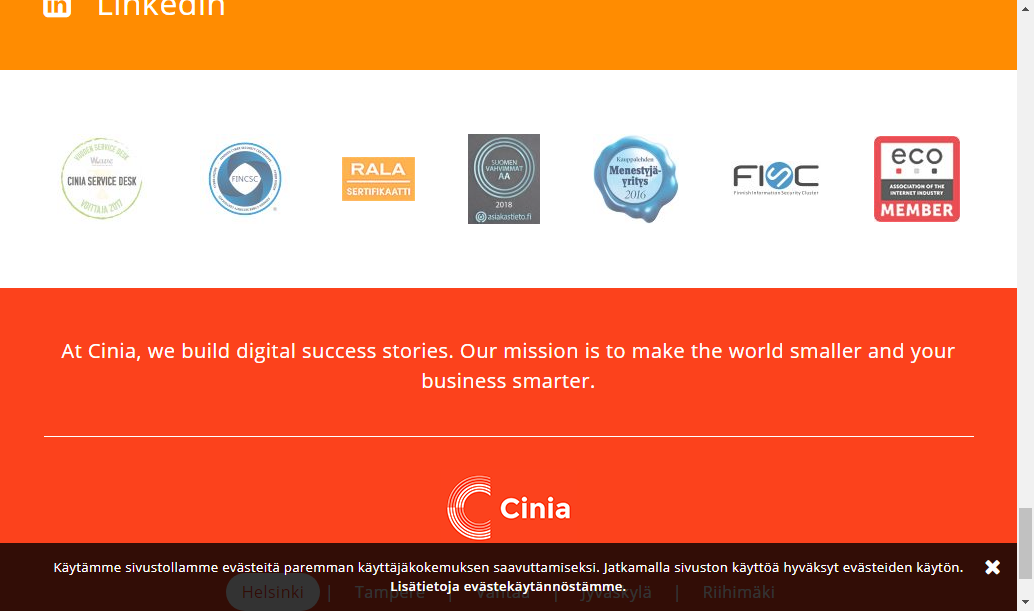 in LinkedIn
VUODEN SERVICE DESK
CINIA SERVICE DESK
VOITTAJA 2017
FINCSC
RALA
SERTIFIKAATTI
SUOMEN
VAHVIMMAT
AA
2018
asiakastieto.fi
Kauppalehden
Menestyjä-
yritys
2016
FISC
Finnish Information Security Cluster
eco
ASSOCIATION OF THE
INTERNET INDUSTRY
MEMBER
At Cinia, we build digital success stories. Our mission is to make the world smaller and your
business smarter.
Cinia
Käytämme sivustollamme evästeitä paremman käyttäjäkokemuksen saavuttamiseksi. Jatkamalla sivuston käyttöä hyväksyt evästeiden käytön.
Lisätietoja evästekäytännöstämme.
Helsinki | Tampere | Vantaa | Jyväskylä | Riihimäki